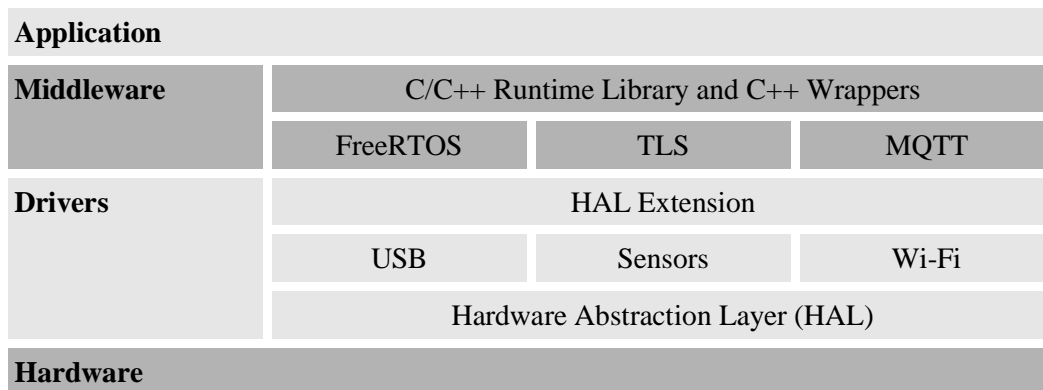 Application
Middleware
C/C++ Runtime Library and C++ Wrappers
FreeRTOS TLS MQTT
Drivers
HAL Extension
USB Sensors Wi-Fi
Hardware Abstraction Layer (HAL)
Hardware